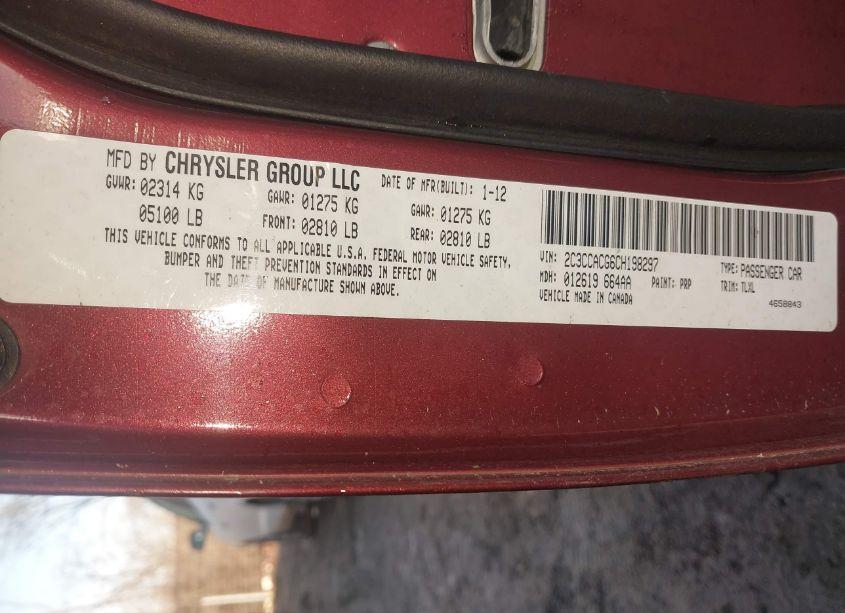 MFD BY CHRYSLER GROUP LLC DATE OF MFR(BUILT): 1-12
GVWR: 02314 KG GAWR: 01275 KG GAWR: 01275 KG
05100 LB FRONT: 02810 LB REAR: 02810 LB
THIS VEHICLE CONFORMS TO ALL APPLICABLE U.S.A. FEDERAL MOTOR VEHICLE SAFETY,
BUMPER AND THEFT PREVENTION STANDARDS IN EFFECT ON
THE DATE OF MANUFACTURE SHOWN ABOVE.
VIN: 2C3CCACG6CH198297 TYPE: PASSENGER CAR
MDH: 012619 664AA PAINT: PRP TRIM: TLXL
VEHICLE MADE IN CANADA 4658843